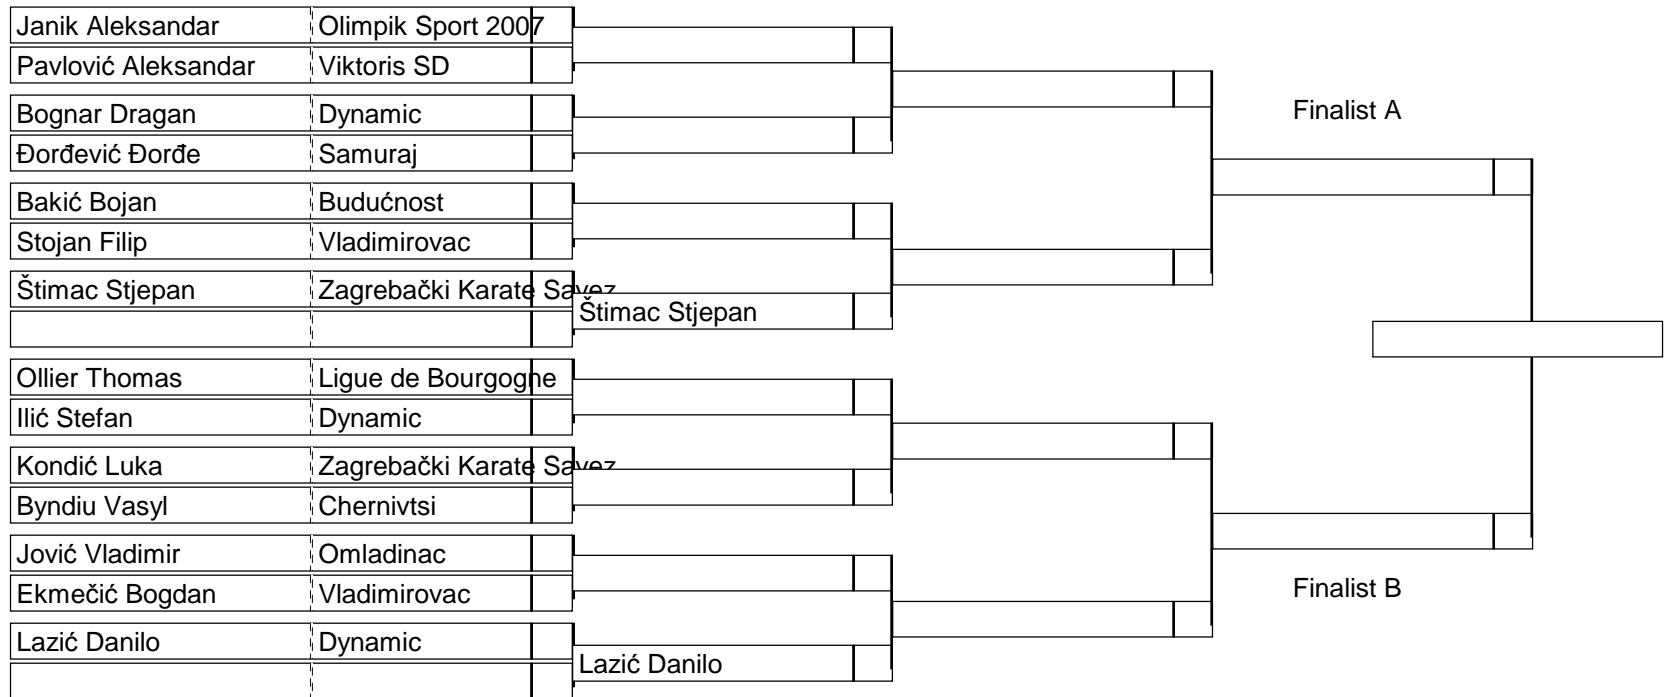 Janik Aleksandar Olimpik Sport 2007
Pavlović Aleksandar Viktoris SD
Finalist A
Bognar Dragan Dynamic
Đorđević Đorđe Samuraj
Bakić Bojan Budućnost
Stojan Filip Vladimirovac
Štimac Stjepan Zagrebački Karate Savez
Štimac Stjepan
Ollier Thomas Ligue de Bourgogne
Ilić Stefan Dynamic
Kondić Luka Zagrebački Karate Savez
Byndiu Vasyl Chernivtsi
Jović Vladimir Omladinac
Ekmečić Bogdan Vladimirovac
Finalist B
Lazić Danilo Dynamic
Lazić Danilo